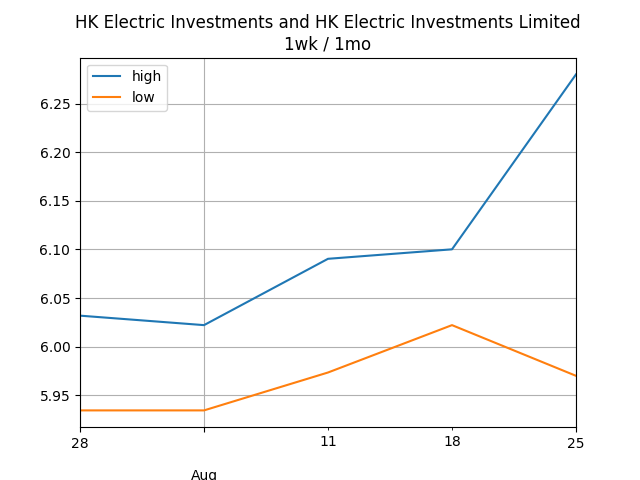 HK Electric Investments and HK Electric Investments Limited
1wk / 1mo
high
low
6.25
6.20
6.15
6.10
6.05
6.00
5.95
28
11
18
25
Aug